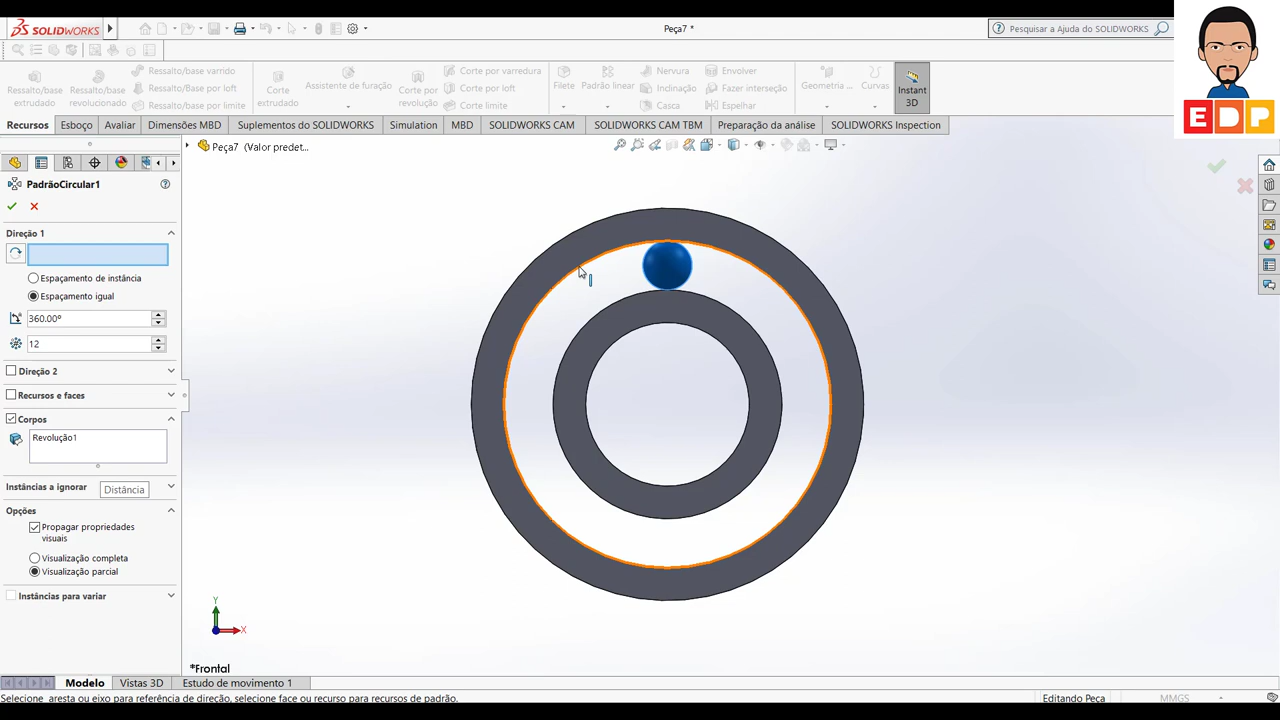 SOLIDWORKS
Peça7 *
Pesquisar a Ajuda do SOLIDWORKS
Ressalto/base extrudado
Ressalto/base revolucionado
Ressalto/base varrido
Ressalto/base por loft
Ressalto/base por limite
Corte extrudado
Assistente de furação
Corte por revolução
Corte por varredura
Corte por loft
Corte limite
Filete
Padrão linear
Nervura
Inclinação
Casca
Envolver
Fazer interseção
Espelhar
Geometria ...
Curvas
Instant 3D
EDP
Recursos
Esboço
Avaliar
Dimensões MBD
Suplementos do SOLIDWORKS
Simulation
MBD
SOLIDWORKS CAM
SOLIDWORKS CAM TBM
Preparação da análise
SOLIDWORKS Inspection
Peça7 (Valor predet...
PadrãoCircular1
Direção 1
Espaçamento de instância
Espaçamento igual
360.00º
12
Direção 2
Recursos e faces
Corpos
Revolução1
Instâncias a ignorar
Distância
Opções
Propagar propriedades
visuais
Visualização completa
Visualização parcial
Instâncias para variar
Y
X
*Frontal
Modelo
Vistas 3D
Estudo de movimento 1
Selecione aresta ou eixo para referência de direção, selecione face ou recurso para recursos de padrão.
Editando Peça
MMGS